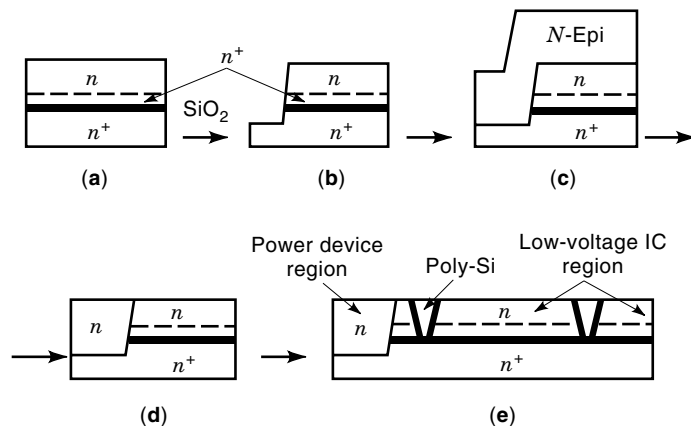 n⁺
N-Epi
n
n
n
SiO₂
n⁺
n⁺
n⁺
(a)
(b)
(c)
Power device
region
Poly-Si
Low-voltage IC
region
n
n
n
n
n⁺
n⁺
(d)
(e)